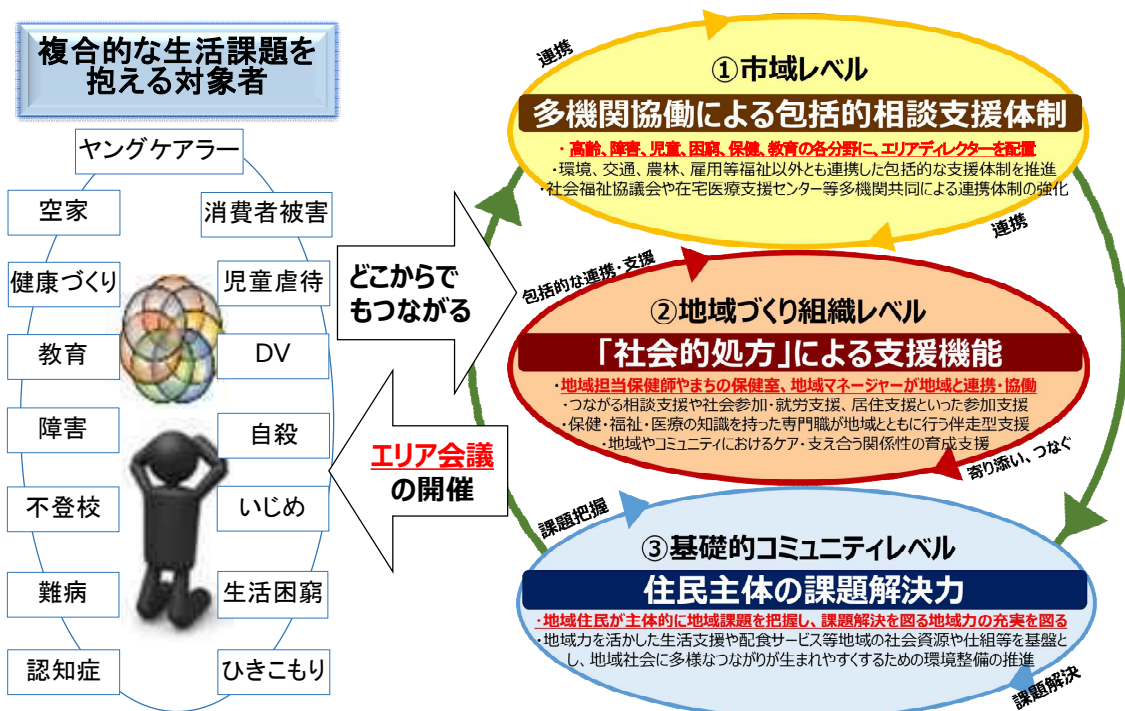 複合的な生活課題を
抱える対象者
ヤングケアラー
空家
消費者被害
健康づくり
児童虐待
教育
DV
障害
自殺
不登校
いじめ
難病
生活困窮
認知症
ひきこもり
どこからで
もつながる
エリア会議
の開催
連携
①市域レベル
多機関協働による包括的相談支援体制
・高齢、障害、児童、困窮、保健、教育の各分野に、エリアディレクターを配置
・環境、交通、農林、雇用等福祉以外とも連携した包括的な支援体制を推進
・社会福祉協議会や在宅医療支援センター等多機関共同による連携体制の強化
連携
包括的な連携・支援
②地域づくり組織レベル
「社会的処方」による支援機能
・地域担当保健師やまちの保健室、地域マネージャーが地域と連携・協働
・つながる相談支援や社会参加・就労支援、居住支援といった参加支援
・保健・福祉・医療の知識を持った専門職が地域とともに行う伴走型支援
・地域やコミュニティにおけるケア・支え合う関係性の育成支援
寄り添い、つなぐ
課題把握
③基礎的コミュニティレベル
住民主体の課題解決力
・地域住民が主体的に地域課題を把握し、課題解決を図る地域力の充実を図る
・地域力を活かした生活支援や配食サービス等地域の社会資源や仕組等を基盤と
し、地域社会に多様なつながりが生まれやすくするための環境整備の推進
課題解決